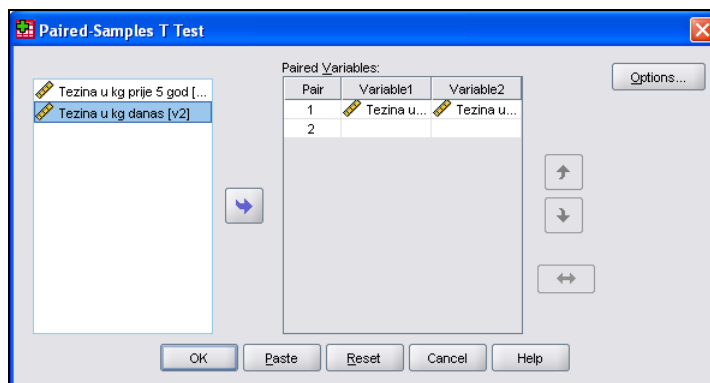 Paired-Samples T Test
Paired Variables:
Options...
Tezina u kg prije 5 god [...
Tezina u kg danas [v2]
Pair Variable1 Variable2
1 Tezina u... Tezina u...
2
OK Paste Reset Cancel Help